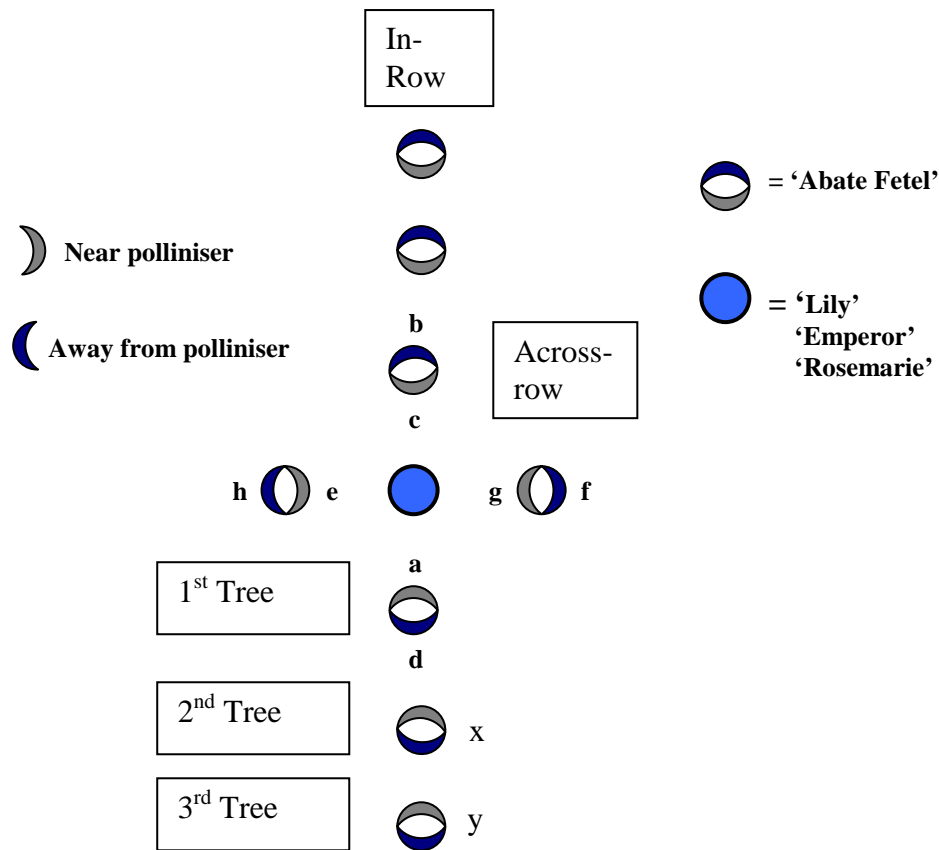 In-
Row
= ‘Abate Fetel’
Near polliniser
= ‘Lily’
‘Emperor’
‘Rosemarie’
b
Away from polliniser
Across-
row
c
h e g f
a
1st Tree
d
2nd Tree
x
3rd Tree
y